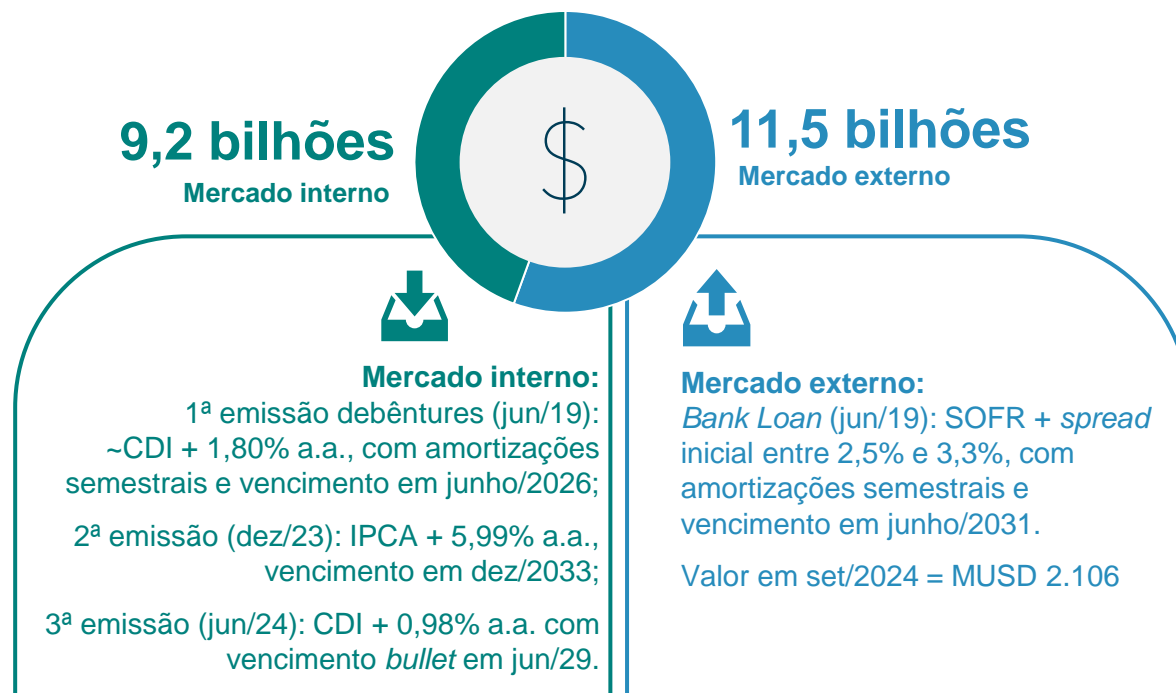 9,2 bilhões
Mercado interno
$
11,5 bilhões
Mercado externo
Mercado interno:
1ª emissão debêntures (jun/19):
~CDI + 1,80% a.a., com amortizações
semestrais e vencimento em junho/2026;
2ª emissão (dez/23): IPCA + 5,99% a.a.,
vencimento em dez/2033;
3ª emissão (jun/24): CDI + 0,98% a.a. com
vencimento bullet em jun/29.
Mercado externo:
Bank Loan (jun/19): SOFR + spread
inicial entre 2,5% e 3,3%, com
amortizações semestrais e
vencimento em junho/2031.
Valor em set/2024 = MUSD 2.106